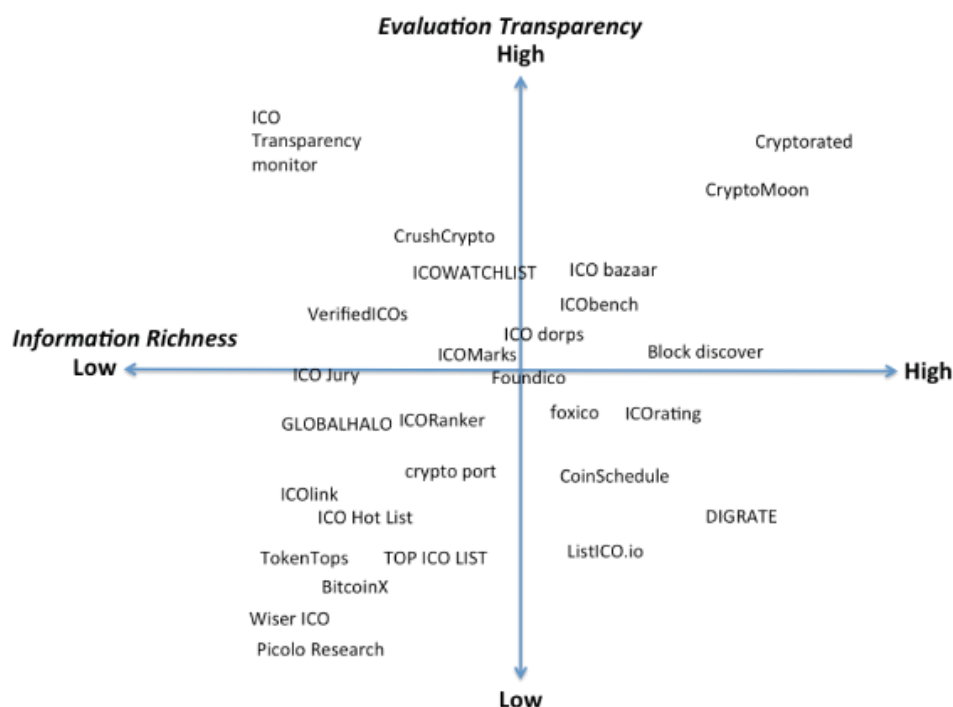 Evaluation Transparency
High
ICO
Transparency
monitor
Cryptorated
CryptoMoon
CrushCrypto
ICOWATCHLIST
ICO bazaar
ICObench
VerifiedICOs
ICO dorps
Information Richness
ICOMarks
Block discover
Low
ICO Jury
Foundico
High
foxico
ICOrating
GLOBALHALO
ICORanker
crypto port
CoinSchedule
ICOlink
ICO Hot List
DIGRATE
ListICO.io
TokenTops
TOP ICO LIST
BitcoinX
Wiser ICO
Picolo Research
Low